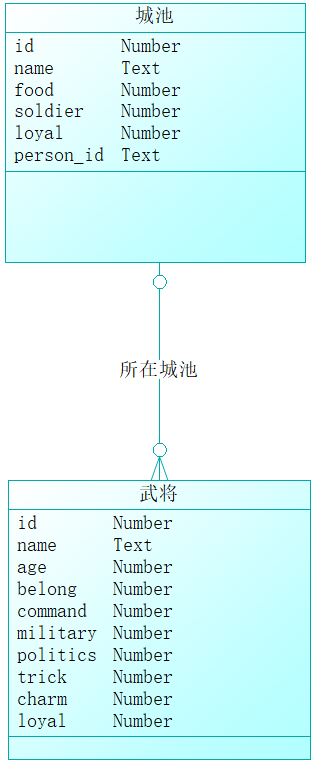 城池
id Number
name Text
food Number
soldier Number
loyal Number
person_id Text
所在城池
武将
id Number
name Text
age Number
belong Number
command Number
military Number
politics Number
trick Number
charm Number
loyal Number